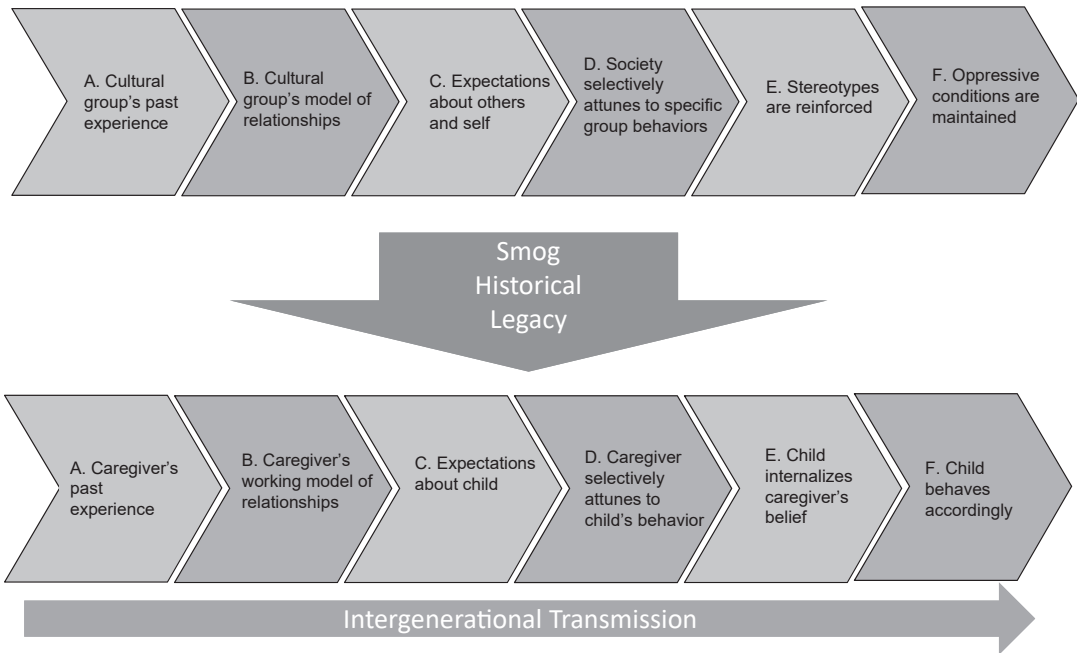 A. Cultural
group's past
experience
B. Cultural
group's model of
relationships
C. Expectations
about others
and self
D. Society
selectively
attunes to specific
group behaviors
E. Stereotypes
are reinforced
F. Oppressive
conditions are
maintained
Smog
Historical
Legacy
A. Caregiver's
past
experience
B. Caregiver's
working model of
relationships
C. Expectations
about child
D. Caregiver
selectively
attunes to
child's behavior
E. Child
internalizes
caregiver's
belief
F. Child
behaves
accordingly
Intergenerational Transmission